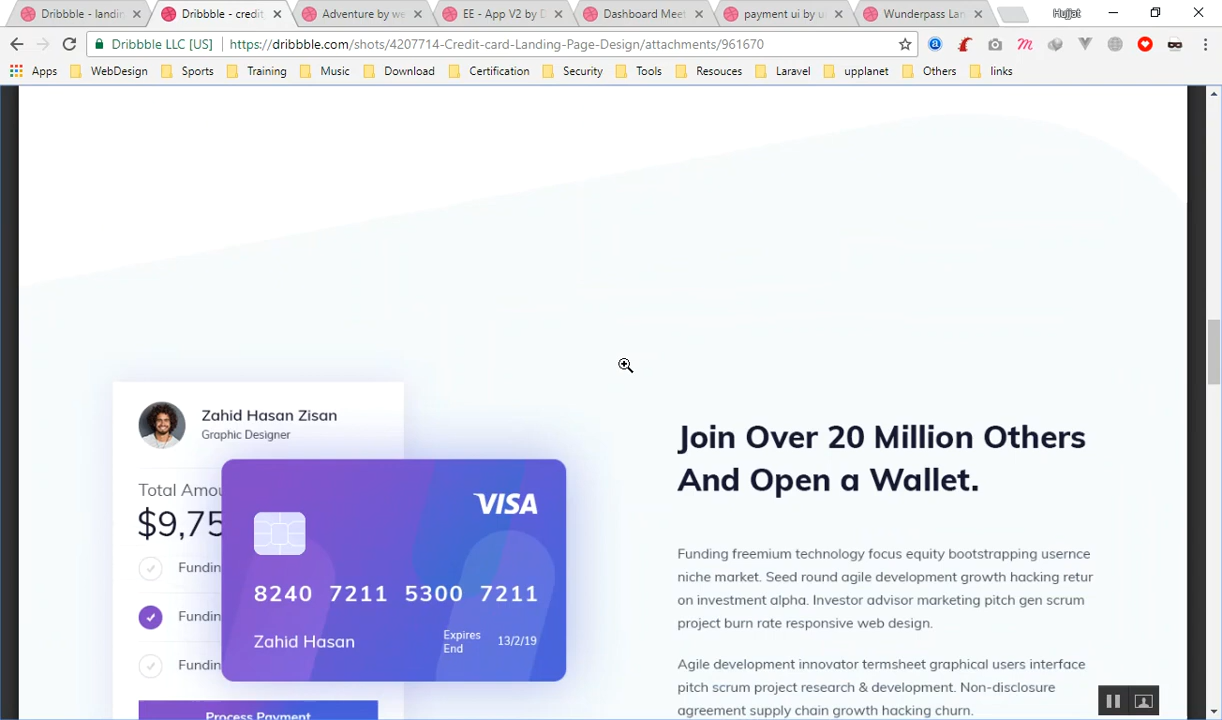 Dribbble - landin
Dribbble - credit
Adventure by we
EE - App V2 by D
Dashboard Meet
payment ui by u
Wunderpass Lan
Hujjat
Dribbble LLC [US]
https://dribbble.com/shots/4207714-Credit-card-Landing-Page-Design/attachments/961670
Apps
WebDesign
Sports
Training
Music
Download
Certification
Security
Tools
Resouces
Laravel
upplanet
Others
links
Zahid Hasan Zisan
Graphic Designer
Total Amou
$9,75
Fundin
Fundin
Fundin
Process Payment
VISA
8240 7211 5300 7211
Zahid Hasan
Expires
End
13/2/19
Join Over 20 Million Others
And Open a Wallet.
Funding freemium technology focus equity bootstrapping usernce
niche market. Seed round agile development growth hacking retur
on investment alpha. Investor advisor marketing pitch gen scrum
project burn rate responsive web design.
Agile development innovator termsheet graphical users interface
pitch scrum project research & development. Non-disclosure
agreement supply chain growth hacking churn.